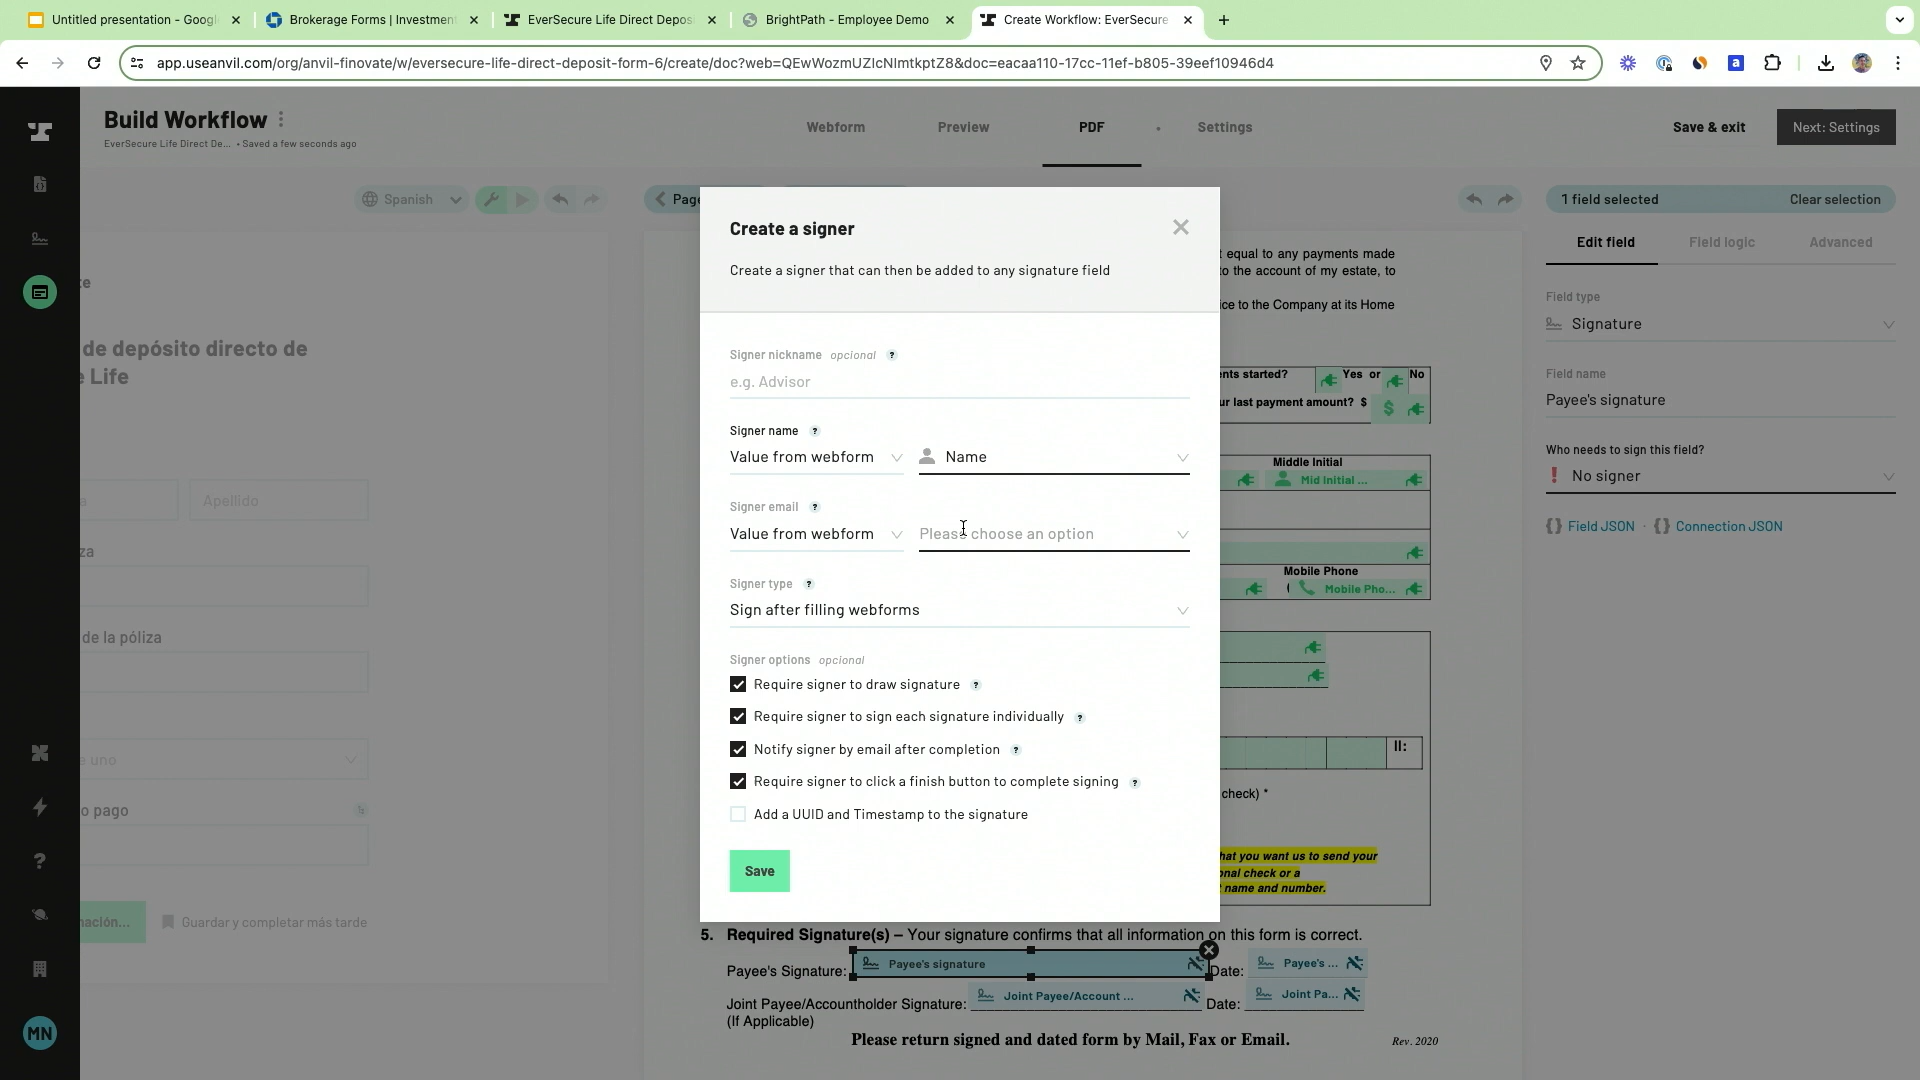 Untitled presentation - Googl
Brokerage Forms | Investment
EverSecure Life Direct Depos
BrightPath - Employee Demo
Create Workflow: EverSecure
app.useanvil.com/org/anvil-finovate/w/eversecure-life-direct-deposit-form-6/create/doc?web=QEwWozmUZIcNImtkptZ8&doc=eacaa110-17cc-11ef-b805-39eef10946d4
Build Workflow
EverSecure Life Direct De... • Saved a few seconds ago
Webform
Preview
PDF
Settings
Save & exit
Next: Settings
Spanish
Page
1 field selected
Clear selection
Edit field
Field logic
Advanced
Field type
Signature
Field name
Payee's signature
Who needs to sign this field?
No signer
{} Field JSON · {} Connection JSON
te
de depósito directo de
e Life
a
Apellido
za
de la póliza
e uno
o pago
nación...
Guardar y completar más tarde
Create a signer
Create a signer that can then be added to any signature field
Signer nickname opcional ?
e.g. Advisor
Signer name ?
Value from webform
Name
Signer email ?
Value from webform
Please choose an option
Signer type ?
Sign after filling webforms
Signer options opcional
Require signer to draw signature ?
Require signer to sign each signature individually ?
Notify signer by email after completion ?
Require signer to click a finish button to complete signing ?
Add a UUID and Timestamp to the signature
Save
t equal to any payments made
to the account of my estate, to
ice to the Company at its Home
nts started? Yes or No
ur last payment amount? $ $
Middle Initial
Mid Initial ...
Mobile Phone
( Mobile Pho...
II:
check) *
hat you want us to send your
onal check or a
r name and number.
5. Required Signature(s) – Your signature confirms that all information on this form is correct.
Payee's Signature: Payee's signature Date: Payee's ...
Joint Payee/Accountholder Signature: Joint Payee/Account ... Date: Joint Pa...
(If Applicable)
Please return signed and dated form by Mail, Fax or Email.
Rev. 2020
MN